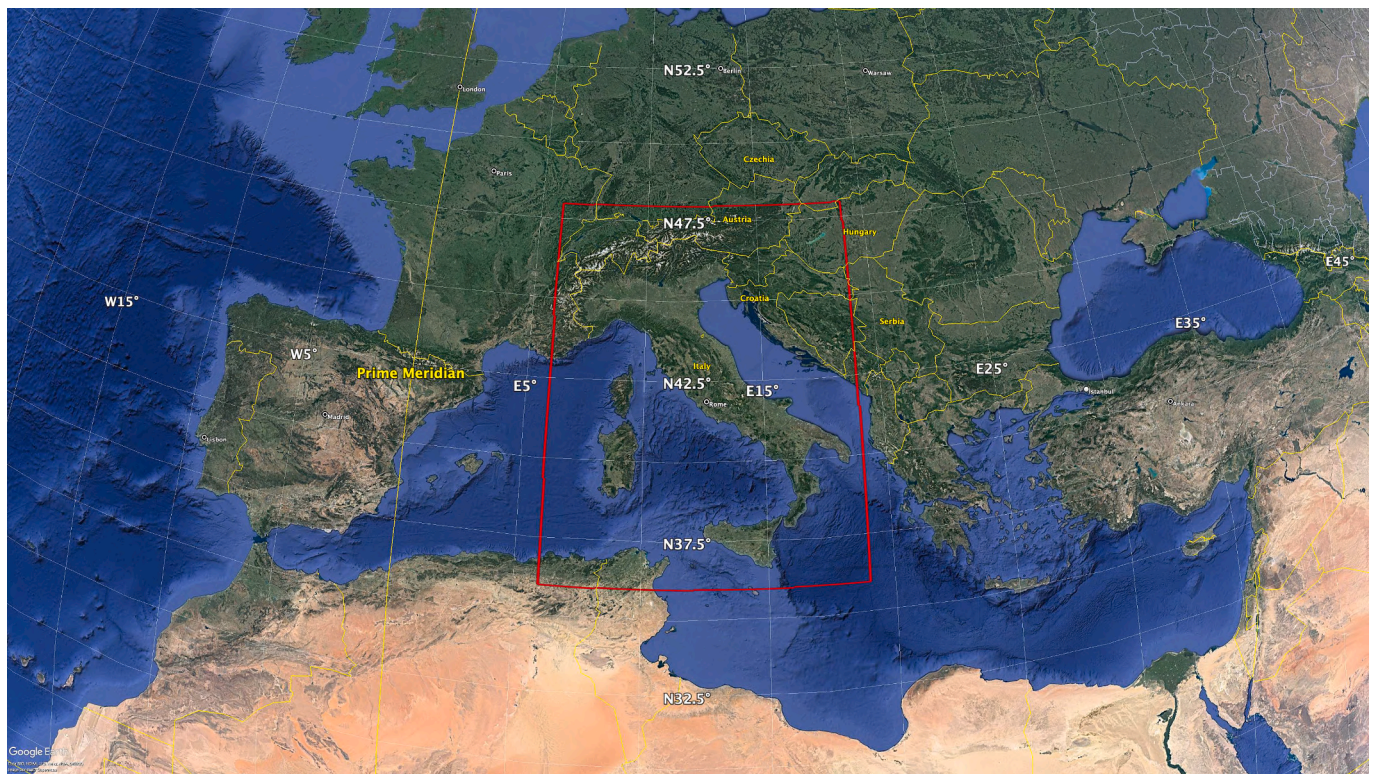 N52.5°
Berlin
Warsaw
London
Czechia
Paris
N47.5°
Austria
Hungary
E45°
W15°
Croatia
Serbia
E35°
W5°
Prime Meridian
Italy
E25°
E5°
N42.5°
E15°
Istanbul
Rome
Ankara
Madrid
Lisbon
N37.5°
N32.5°
Google Earth